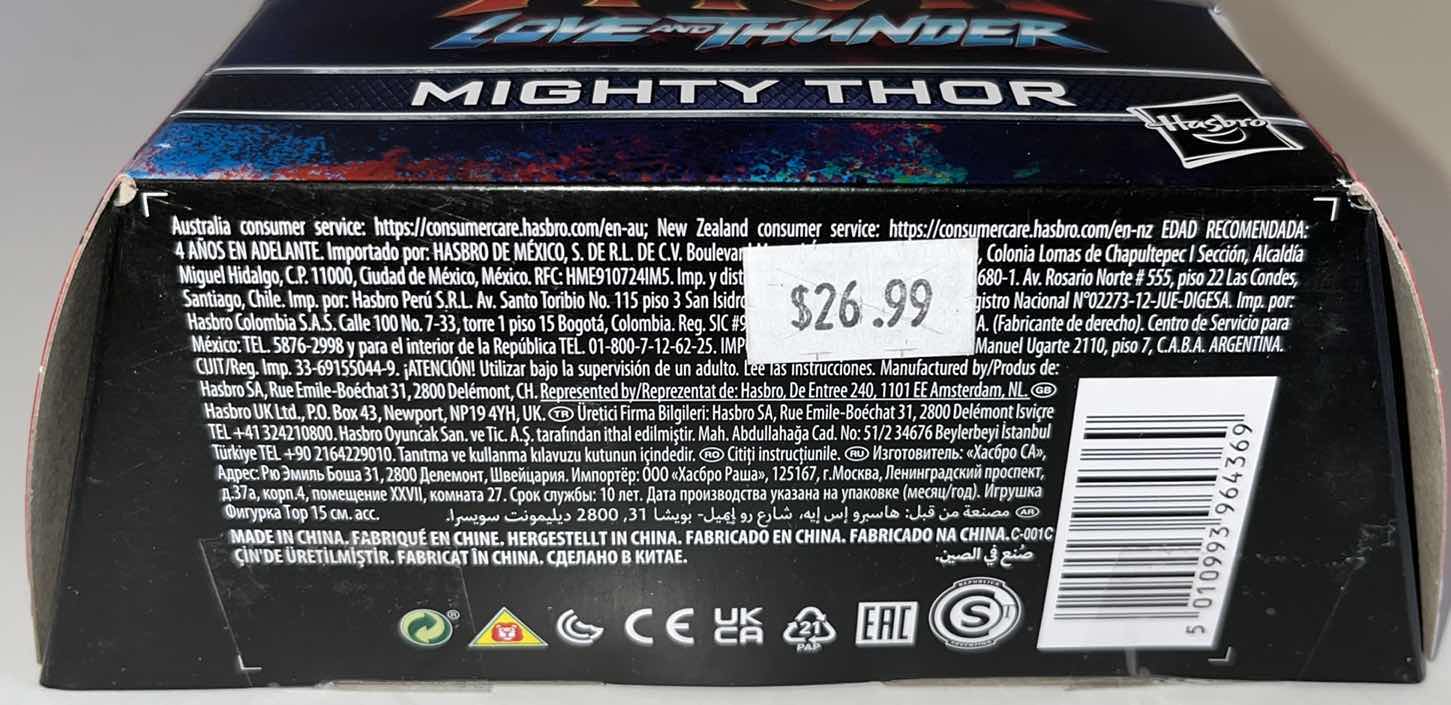 LOVE AND THUNDER
MIGHTY THOR
Hasbro
Australia consumer service: https://consumercare.hasbro.com/en-au; New Zealand consumer service: https://consumercare.hasbro.com/en-nz EDAD RECOMENDADA:
4 AÑOS EN ADELANTE. Importado por: HASBRO DE MÉXICO, S. DE R.L. DE C.V. Boulevar , Colonia Lomas de Chapultepec I Sección, Alcaldía
Miguel Hidalgo, C.P. 11000, Ciudad de México, México. RFC: HME910724IM5. Imp. y dist 680-1. Av. Rosario Norte # 555, piso 22 Las Condes,
Santiago, Chile. Imp. por: Hasbro Perú S.R.L. Av. Santo Toribio No. 115 piso 3 San Isidro gistro Nacional N°02273-12-JUE-DIGESA. Imp. por:
Hasbro Colombia S.A.S. Calle 100 No. 7-33, torre 1 piso 15 Bogotá, Colombia. Reg. SIC #9 A. (Fabricante de derecho). Centro de Servicio para
México: TEL. 5876-2998 y para el interior de la República TEL. 01-800-7-12-62-25. IMP Manuel Ugarte 2110, piso 7, C.A.B.A. ARGENTINA.
$26.99
CUIT/Reg. Imp. 33-69155044-9. ¡ATENCIÓN! Utilizar bajo la supervisión de un adulto. Lee las instrucciones. Manufactured by/Produs de:
Hasbro SA, Rue Emile-Boéchat 31, 2800 Delémont, CH. Represented by/Reprezentat de: Hasbro, De Entree 240, 1101 EE Amsterdam, NL. GB
Hasbro UK Ltd., P.O. Box 43, Newport, NP19 4YH, UK. TR Üretici Firma Bilgileri: Hasbro SA, Rue Emile-Boéchat 31, 2800 Delémont Isviçre
TEL +41324210800. Hasbro Oyuncak San. ve Tic. A.Ş. tarafından ithal edilmiştir. Mah. Abdullahağa Cad. No: 51/2 34676 Beylerbeyi İstanbul
Türkiye TEL +90 2164229010. Tanıtma ve kullanma kılavuzu kutunun içindedir. RO Citiți instrucțiunile. RU Изготовитель: «Хасбро СА»,
Адрес: Рю Эмиль Боша 31, 2800 Делемонт, Швейцария. Импортёр: ООО «Хасбро Раша», 125167, г.Москва, Ленинградский проспект,
д.37а, корп.4, помещение XXVII, комната 27. Срок службы: 10 лет. Дата производства указана на упаковке (месяц/год). Игрушка
Фигурка Тор 15 см. асс. AR مصنعة من قبل: هاسبرو إس إيه، شارع رو إيميل- بويشا 31, 2800 ديليمونت سويسرا.
MADE IN CHINA. FABRIQUÉ EN CHINE. HERGESTELLT IN CHINA. FABRICADO EN CHINA. FABRICADO NA CHINA. C-001C
ÇİN'DE ÜRETİLMİŞTİR. FABRICAT ÎN CHINA. СДЕЛАНО В КИТАЕ. صُنع في الصين.
CE UK CA 21 PAP EAC S
5 010993 964369